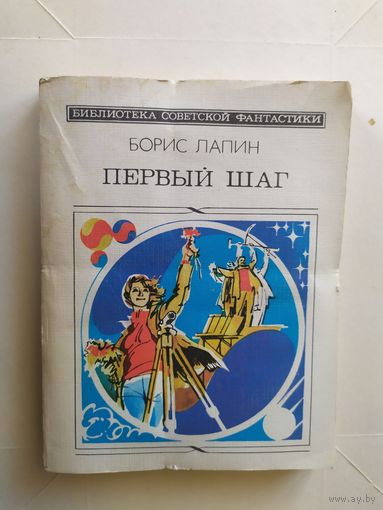 БИБЛИОТЕКА СОВЕТСКОЙ ФАНТАСТИКИ
БОРИС ЛАПИН
ПЕРВЫЙ ШАГ
ay.by